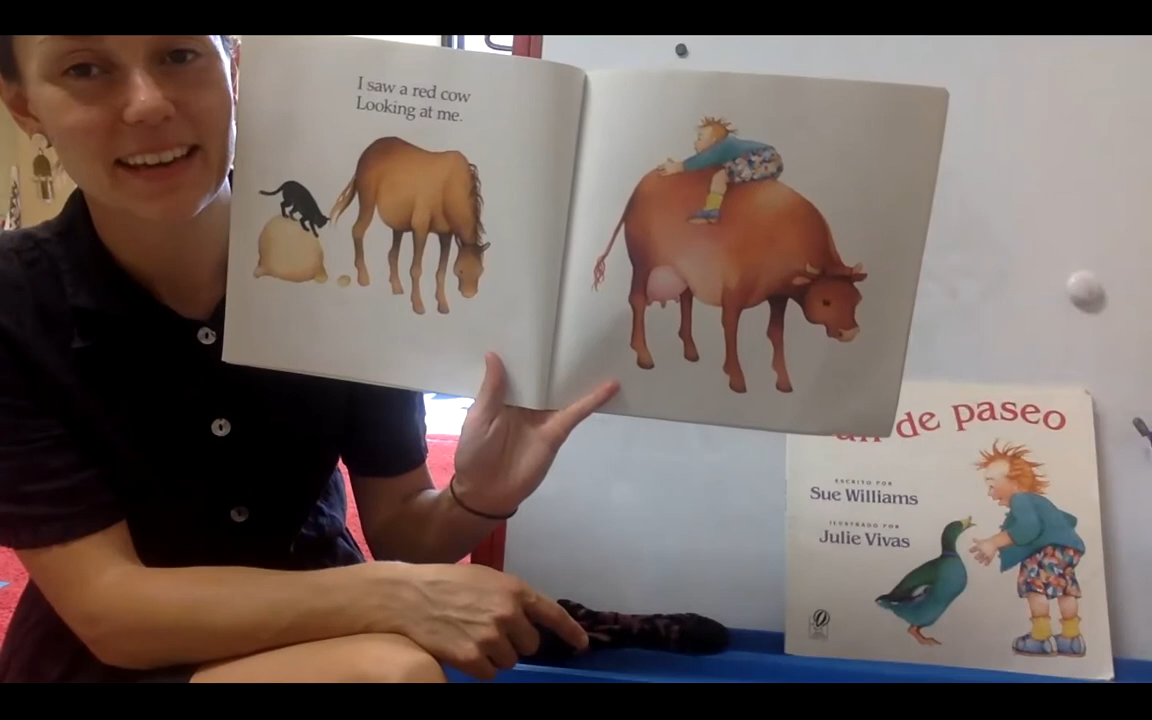 I saw a red cow
Looking at me.
de paseo
ESCRITO POR
Sue Williams
ILUSTRADO POR
Julie Vivas